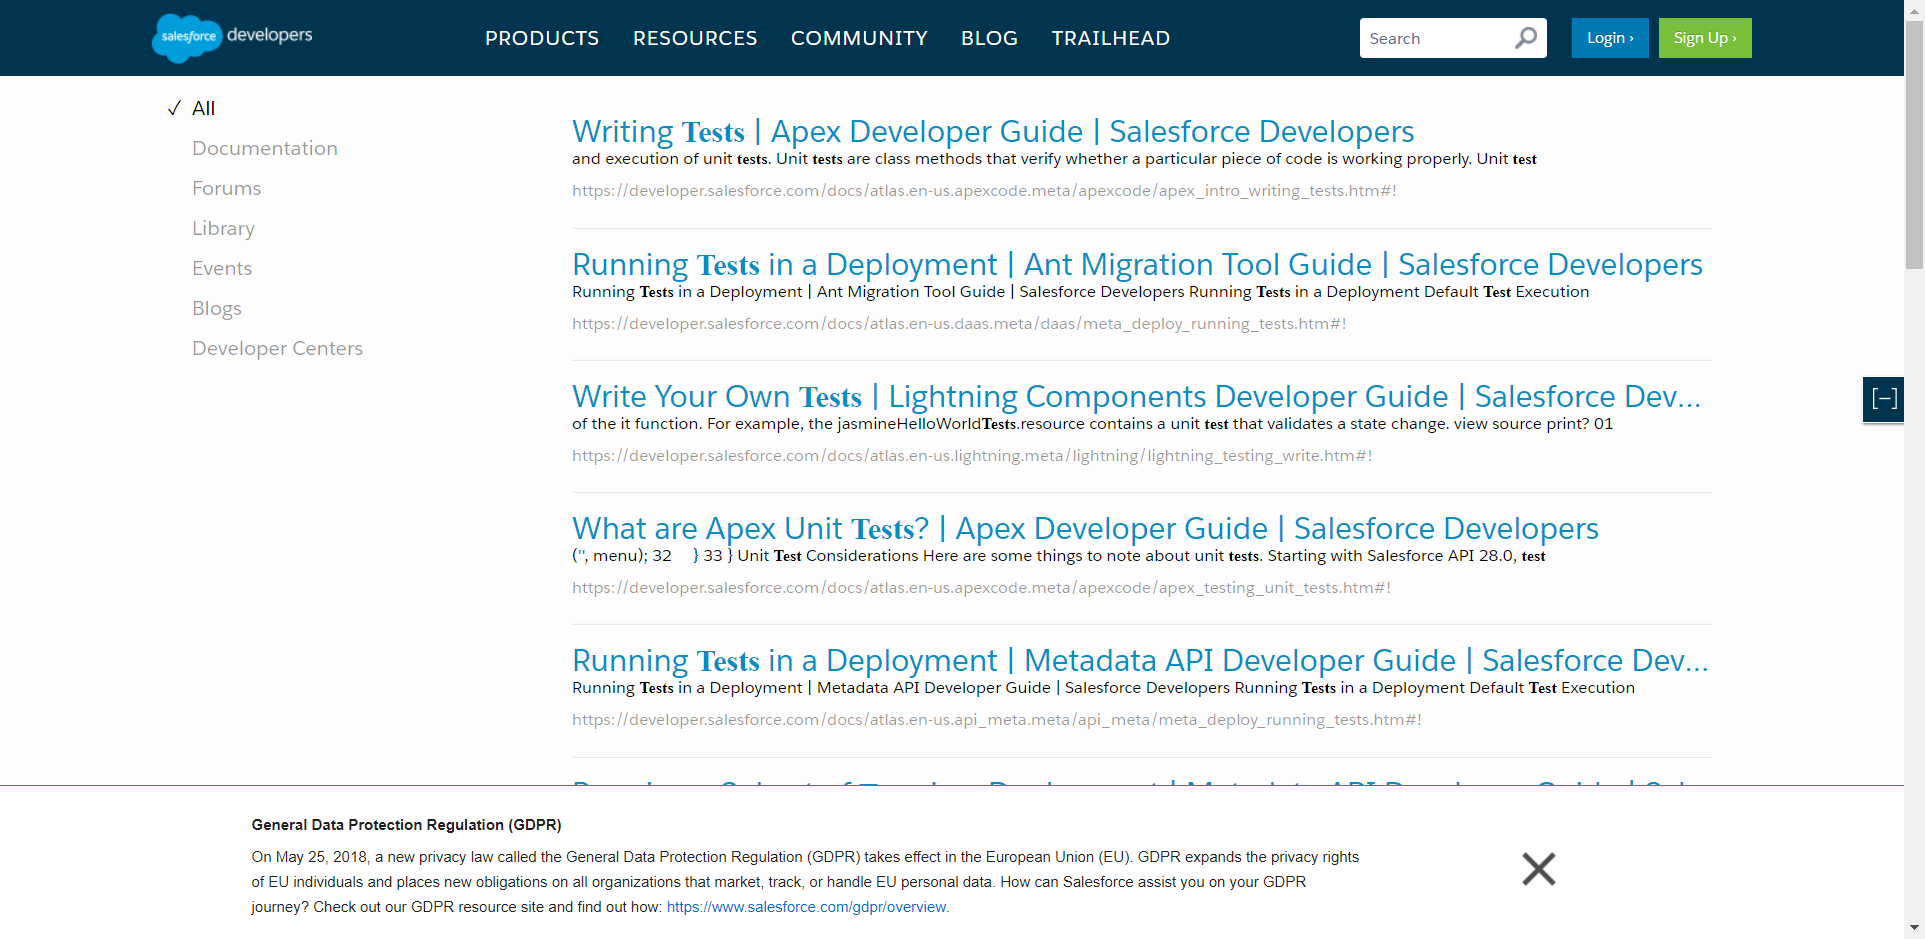 salesforce developers
PRODUCTS RESOURCES COMMUNITY BLOG TRAILHEAD
Search
Login ›
Sign Up ›
✓ All
Documentation
Forums
Library
Events
Blogs
Developer Centers
Writing Tests | Apex Developer Guide | Salesforce Developers
and execution of unit tests. Unit tests are class methods that verify whether a particular piece of code is working properly. Unit test
https://developer.salesforce.com/docs/atlas.en-us.apexcode.meta/apexcode/apex_intro_writing_tests.htm#!
Running Tests in a Deployment | Ant Migration Tool Guide | Salesforce Developers
Running Tests in a Deployment | Ant Migration Tool Guide | Salesforce Developers Running Tests in a Deployment Default Test Execution
https://developer.salesforce.com/docs/atlas.en-us.daas.meta/daas/meta_deploy_running_tests.htm#!
Write Your Own Tests | Lightning Components Developer Guide | Salesforce Dev...
of the it function. For example, the jasmineHelloWorldTests.resource contains a unit test that validates a state change. view source print? 01
https://developer.salesforce.com/docs/atlas.en-us.lightning.meta/lightning/lightning_testing_write.htm#!
What are Apex Unit Tests? | Apex Developer Guide | Salesforce Developers
('', menu); 32 } 33 } Unit Test Considerations Here are some things to note about unit tests. Starting with Salesforce API 28.0, test
https://developer.salesforce.com/docs/atlas.en-us.apexcode.meta/apexcode/apex_testing_unit_tests.htm#!
Running Tests in a Deployment | Metadata API Developer Guide | Salesforce Dev...
Running Tests in a Deployment | Metadata API Developer Guide | Salesforce Developers Running Tests in a Deployment Default Test Execution
https://developer.salesforce.com/docs/atlas.en-us.api_meta.meta/api_meta/meta_deploy_running_tests.htm#!
[−]
General Data Protection Regulation (GDPR)
On May 25, 2018, a new privacy law called the General Data Protection Regulation (GDPR) takes effect in the European Union (EU). GDPR expands the privacy rights
of EU individuals and places new obligations on all organizations that market, track, or handle EU personal data. How can Salesforce assist you on your GDPR
journey? Check out our GDPR resource site and find out how: https://www.salesforce.com/gdpr/overview.